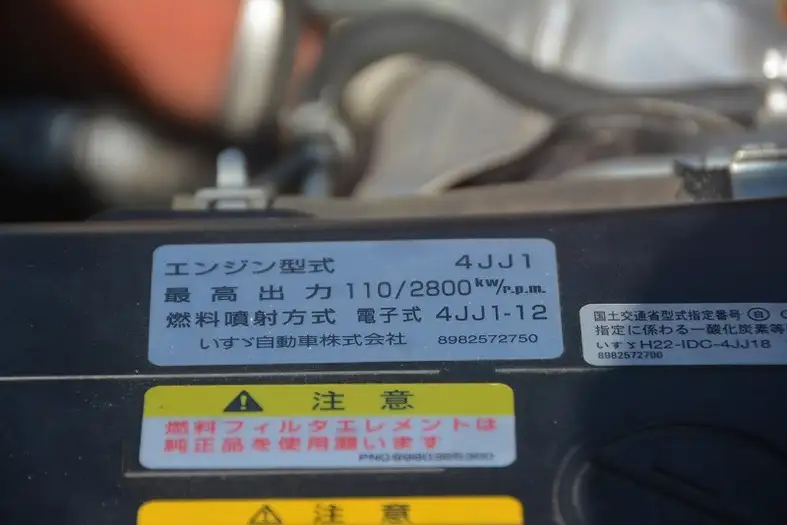 エンジン型式 4JJ1
最高出力 110/2800kw/r.p.m.
燃料噴射方式 電子式 4JJ1-12
いすゞ自動車株式会社 8982572750
国土交通省型式指定番号 B
指定に係わる一酸化炭素等
いすゞH22-IDC-4JJ18
8982572700
注意
燃料フィルタエレメントは
純正品を使用願います
注意